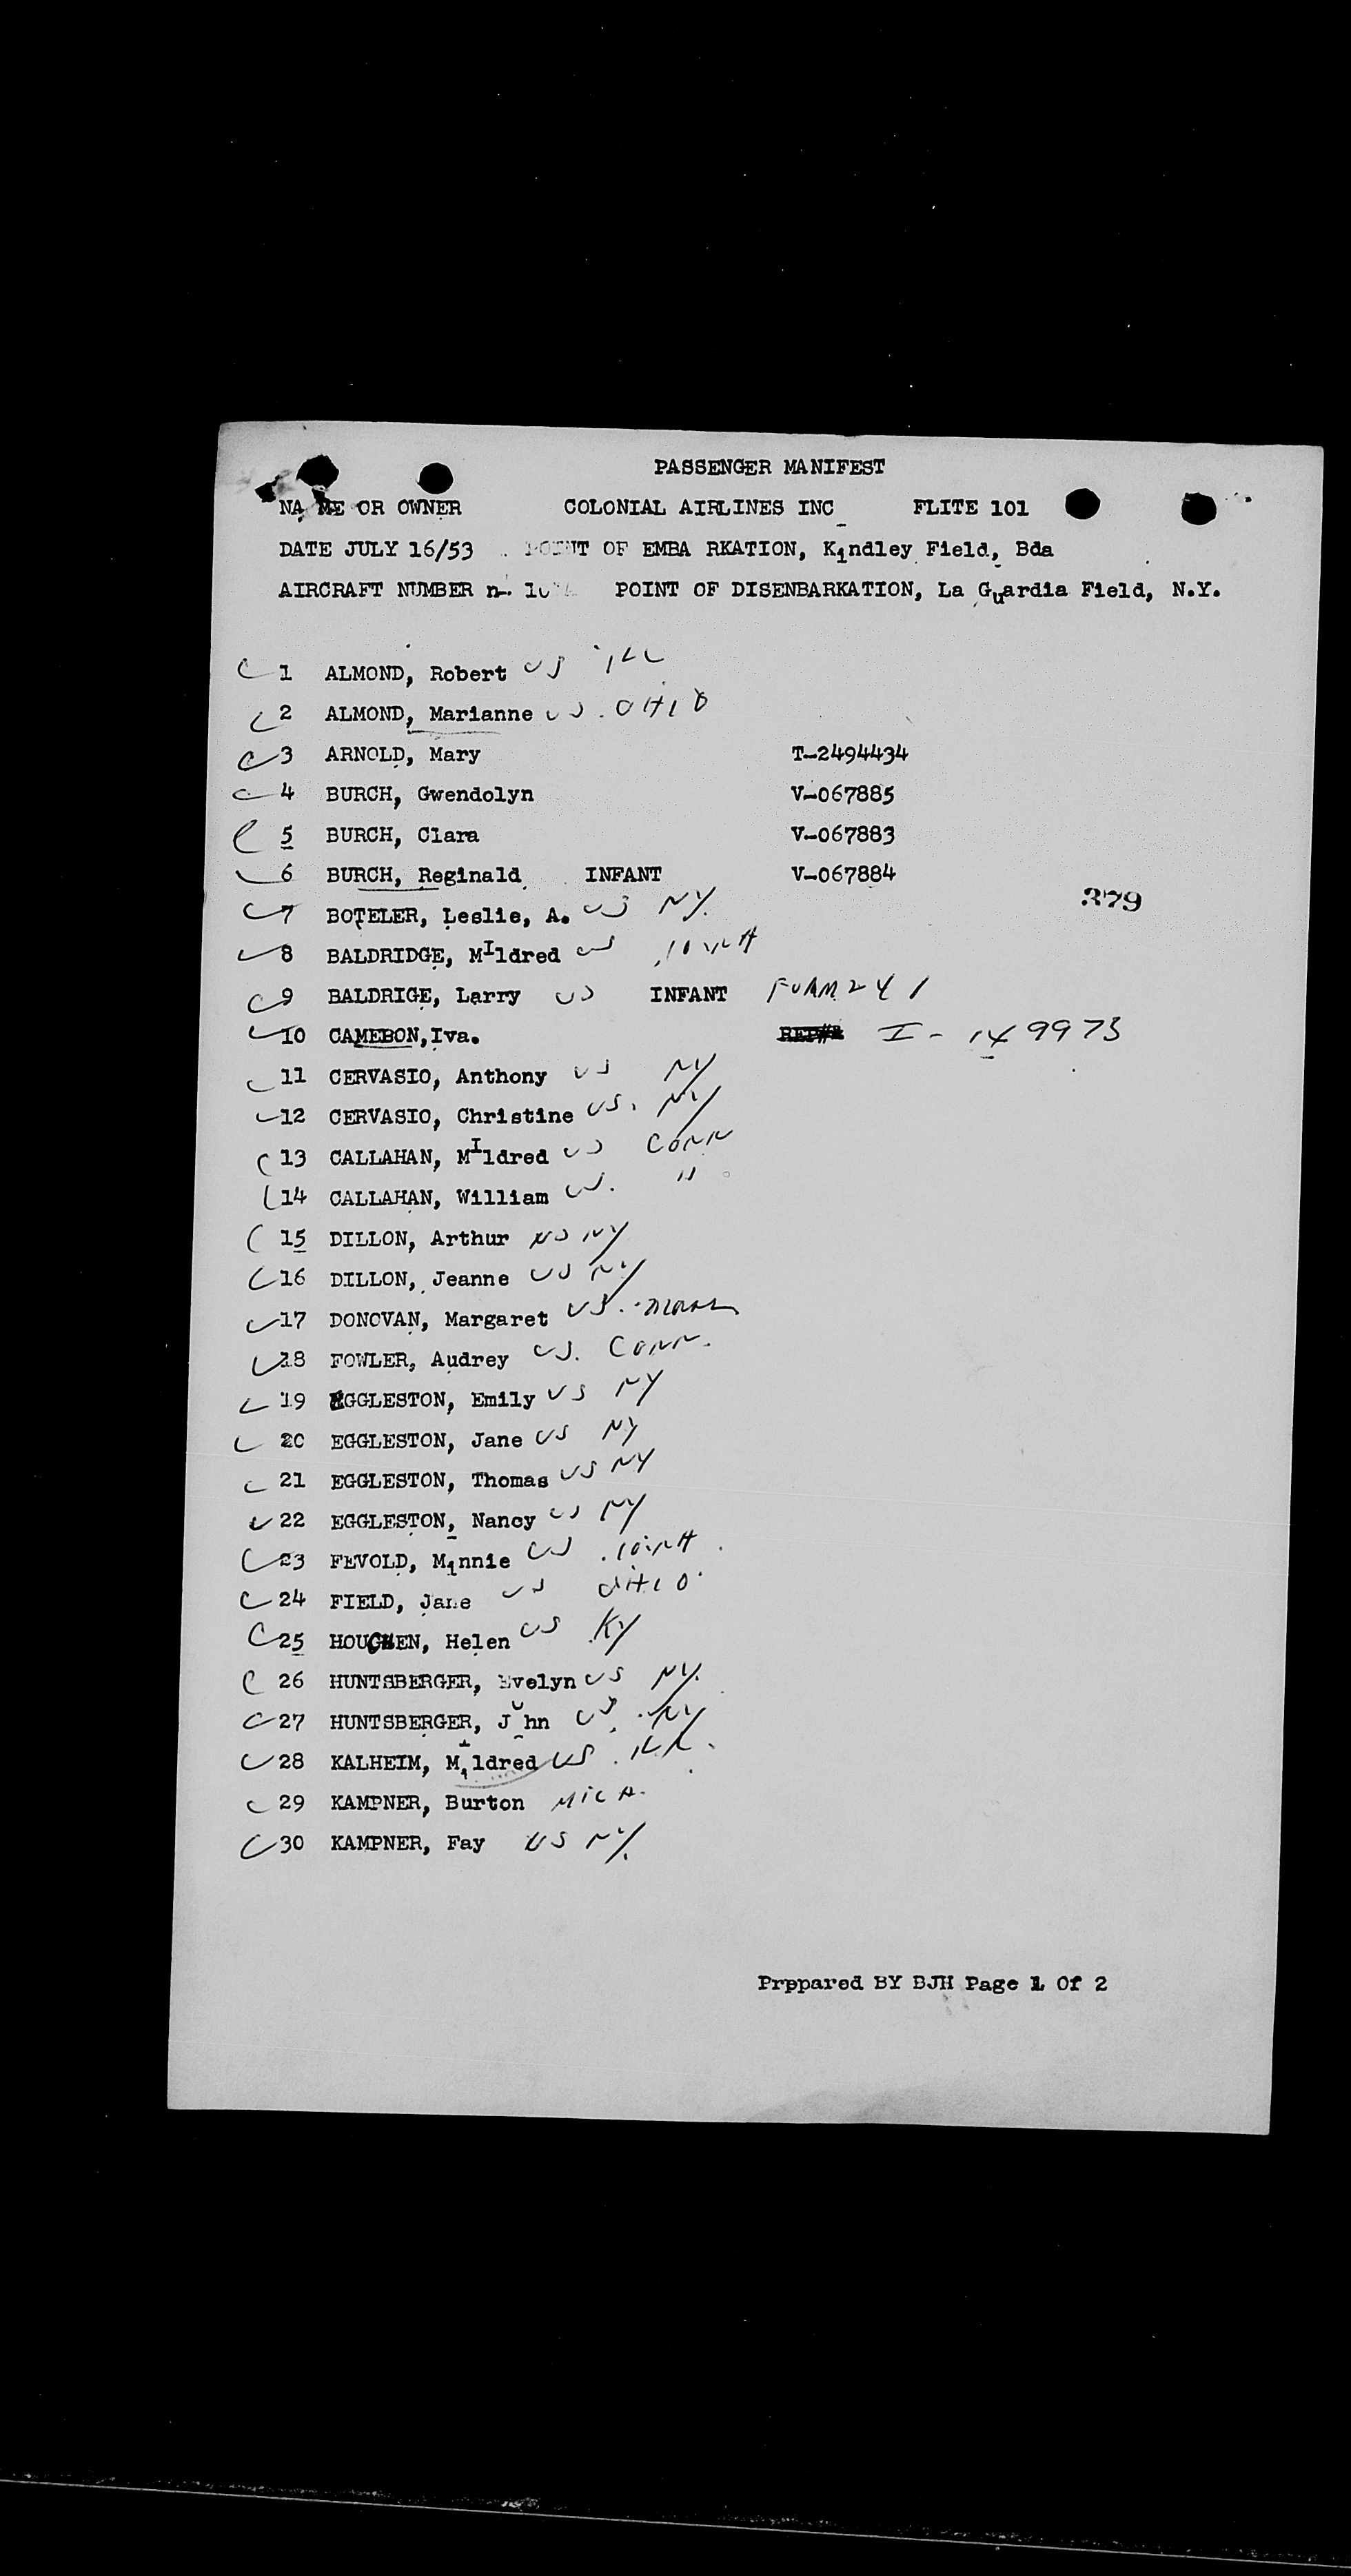 PASSENGER MANIFEST
NA ME OR OWNER COLONIAL AIRLINES INC FLITE 101
DATE JULY 16/53 . POINT OF EMBA RKATION, Kindley Field, Bda
AIRCRAFT NUMBER n-. POINT OF DISENBARKATION, La Guardia Field, N.Y.
1 ALMOND, Robert US ILL
2 ALMOND, Marianne US. OHIO
3 ARNOLD, Mary T-2494434
4 BURCH, Gwendolyn V-067885
5 BURCH, Clara V-067883
6 BURCH, Reginald INFANT V-067884
379
7 BOTELER, Leslie, A. US NY.
8 BALDRIDGE, MIldred US
9 BALDRIGE, Larry US INFANT FORM 241
10 CAMEBON,Iva. I-149973
11 CERVASIO, Anthony US NY
12 CERVASIO, Christine US. NY
13 CALLAHAN, MIldred US CONN
14 CALLAHAN, William US. "
15 DILLON, Arthur US NY
16 DILLON, Jeanne US NY
17 DONOVAN, Margaret US. Mass
18 FOWLER, Audrey US. CONN.
19 EGGLESTON, Emily US NY
20 EGGLESTON, Jane US NY
21 EGGLESTON, Thomas US NY
22 EGGLESTON, Nancy US NY
23 FEVOLD, Minnie US
24 FIELD, Jane US OHIO.
25 HOUCHEN, Helen US KY
26 HUNTSBERGER, Evelyn US NY.
27 HUNTSBERGER, John US. NY
28 KALHEIM, Mildred US. ILL.
29 KAMPNER, Burton MICH.
30 KAMPNER, Fay US NY.
Prppared BY BJH Page 1 Of 2